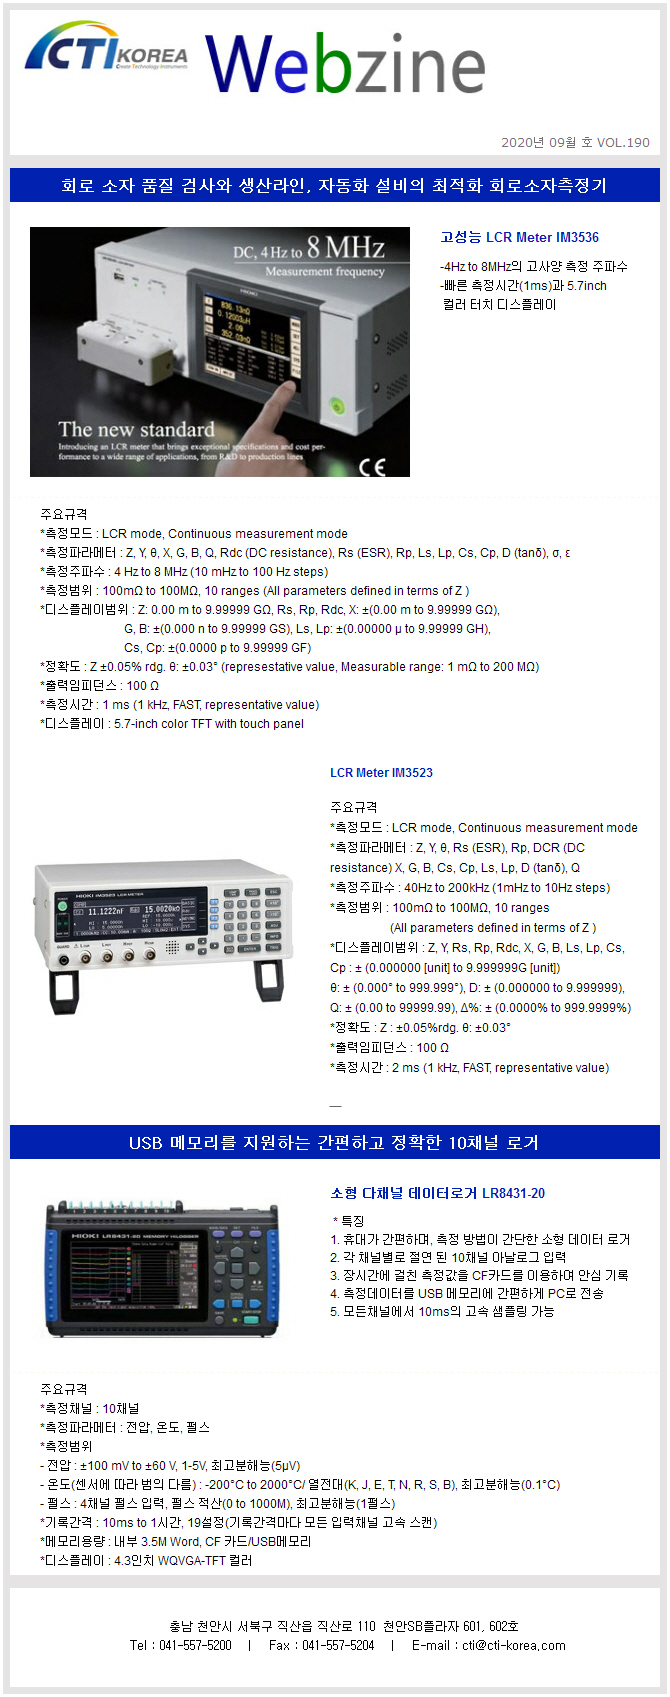 CTI KOREA
Create Technology Instruments
Webzine
2020년 09월 호 VOL.190
회로 소자 품질 검사와 생산라인, 자동화 설비의 최적화 회로소자측정기
DC, 4 Hz to 8 MHz
Measurement frequency
HIOKI
The new standard
Introducing an LCR meter that brings exceptional specifications and cost per-
formance to a wide range of applications, from R&D to production lines
CE
고성능 LCR Meter IM3536
-4Hz to 8MHz의 고사양 측정 주파수
-빠른 측정시간(1ms)과 5.7inch
컬러 터치 디스플레이
주요규격
*측정모드 : LCR mode, Continuous measurement mode
*측정파라메터 : Z, Y, θ, X, G, B, Q, Rdc (DC resistance), Rs (ESR), Rp, Ls, Lp, Cs, Cp, D (tanδ), σ, ε
*측정주파수 : 4 Hz to 8 MHz (10 mHz to 100 Hz steps)
*측정범위 : 100mΩ to 100MΩ, 10 ranges (All parameters defined in terms of Z )
*디스플레이범위 : Z: 0.00 m to 9.99999 GΩ, Rs, Rp, Rdc, X: ±(0.00 m to 9.99999 GΩ),
G, B: ±(0.000 n to 9.99999 GS), Ls, Lp: ±(0.00000 μ to 9.99999 GH),
Cs, Cp: ±(0.0000 p to 9.99999 GF)
*정확도 : Z ±0.05% rdg. θ: ±0.03° (represestative value, Measurable range: 1 mΩ to 200 MΩ)
*출력임피던스 : 100 Ω
*측정시간 : 1 ms (1 kHz, FAST, representative value)
*디스플레이 : 5.7-inch color TFT with touch panel
LCR Meter IM3523
주요규격
*측정모드 : LCR mode, Continuous measurement mode
*측정파라메터 : Z, Y, θ, Rs (ESR), Rp, DCR (DC
resistance) X, G, B, Cs, Cp, Ls, Lp, D (tanδ), Q
*측정주파수 : 40Hz to 200kHz (1mHz to 10Hz steps)
*측정범위 : 100mΩ to 100MΩ, 10 ranges
(All parameters defined in terms of Z )
*디스플레이범위 : Z, Y, Rs, Rp, Rdc, X, G, B, Ls, Lp, Cs,
Cp : ± (0.000000 [unit] to 9.999999G [unit])
θ: ± (0.000° to 999.999°), D: ± (0.000000 to 9.999999),
Q: ± (0.00 to 99999.99), Δ%: ± (0.0000% to 999.9999%)
*정확도 : Z : ±0.05%rdg. θ: ±0.03°
*출력임피던스 : 100 Ω
*측정시간 : 2 ms (1 kHz, FAST, representative value)
HIOKI IM3523 LCR METER
11.1222nF
15.0020kΩ
USB 메모리를 지원하는 간편하고 정확한 10채널 로거
HIOKI LR8431-20 MEMORY HiLOGGER
소형 다채널 데이터로거 LR8431-20
* 특징
1. 휴대가 간편하며, 측정 방법이 간단한 소형 데이터 로거
2. 각 채널별로 절연 된 10채널 아날로그 입력
3. 장시간에 걸친 측정값을 CF카드를 이용하여 안심 기록
4. 측정데이터를 USB 메모리에 간편하게 PC로 전송
5. 모든채널에서 10ms의 고속 샘플링 가능
주요규격
*측정채널 : 10채널
*측정파라메터 : 전압, 온도, 펄스
*측정범위
- 전압 : ±100 mV to ±60 V, 1-5V, 최고분해능(5μV)
- 온도(센서에 따라 범의 다름) : -200°C to 2000°C/ 열전대(K, J, E, T, N, R, S, B), 최고분해능(0.1°C)
- 펄스 : 4채널 펄스 입력, 펄스 적산(0 to 1000M), 최고분해능(1펄스)
*기록간격 : 10ms to 1시간, 19설정(기록간격마다 모든 입력채널 고속 스캔)
*메모리용량 : 내부 3.5M Word, CF 카드/USB메모리
*디스플레이 : 4.3인치 WQVGA-TFT 컬러
충남 천안시 서북구 직산읍 직산로 110 천안SB플라자 601, 602호
Tel : 041-557-5200 | Fax : 041-557-5204 | E-mail : cti@cti-korea.com